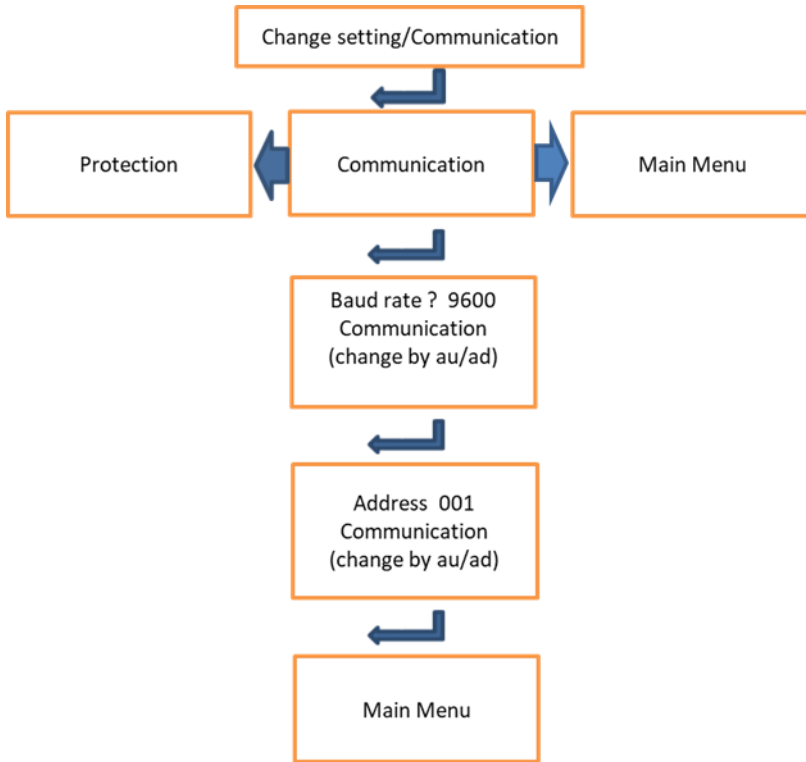 Change setting/Communication
Protection
Communication
Main Menu
Baud rate ? 9600
Communication
(change by au/ad)
Address 001
Communication
(change by au/ad)
Main Menu